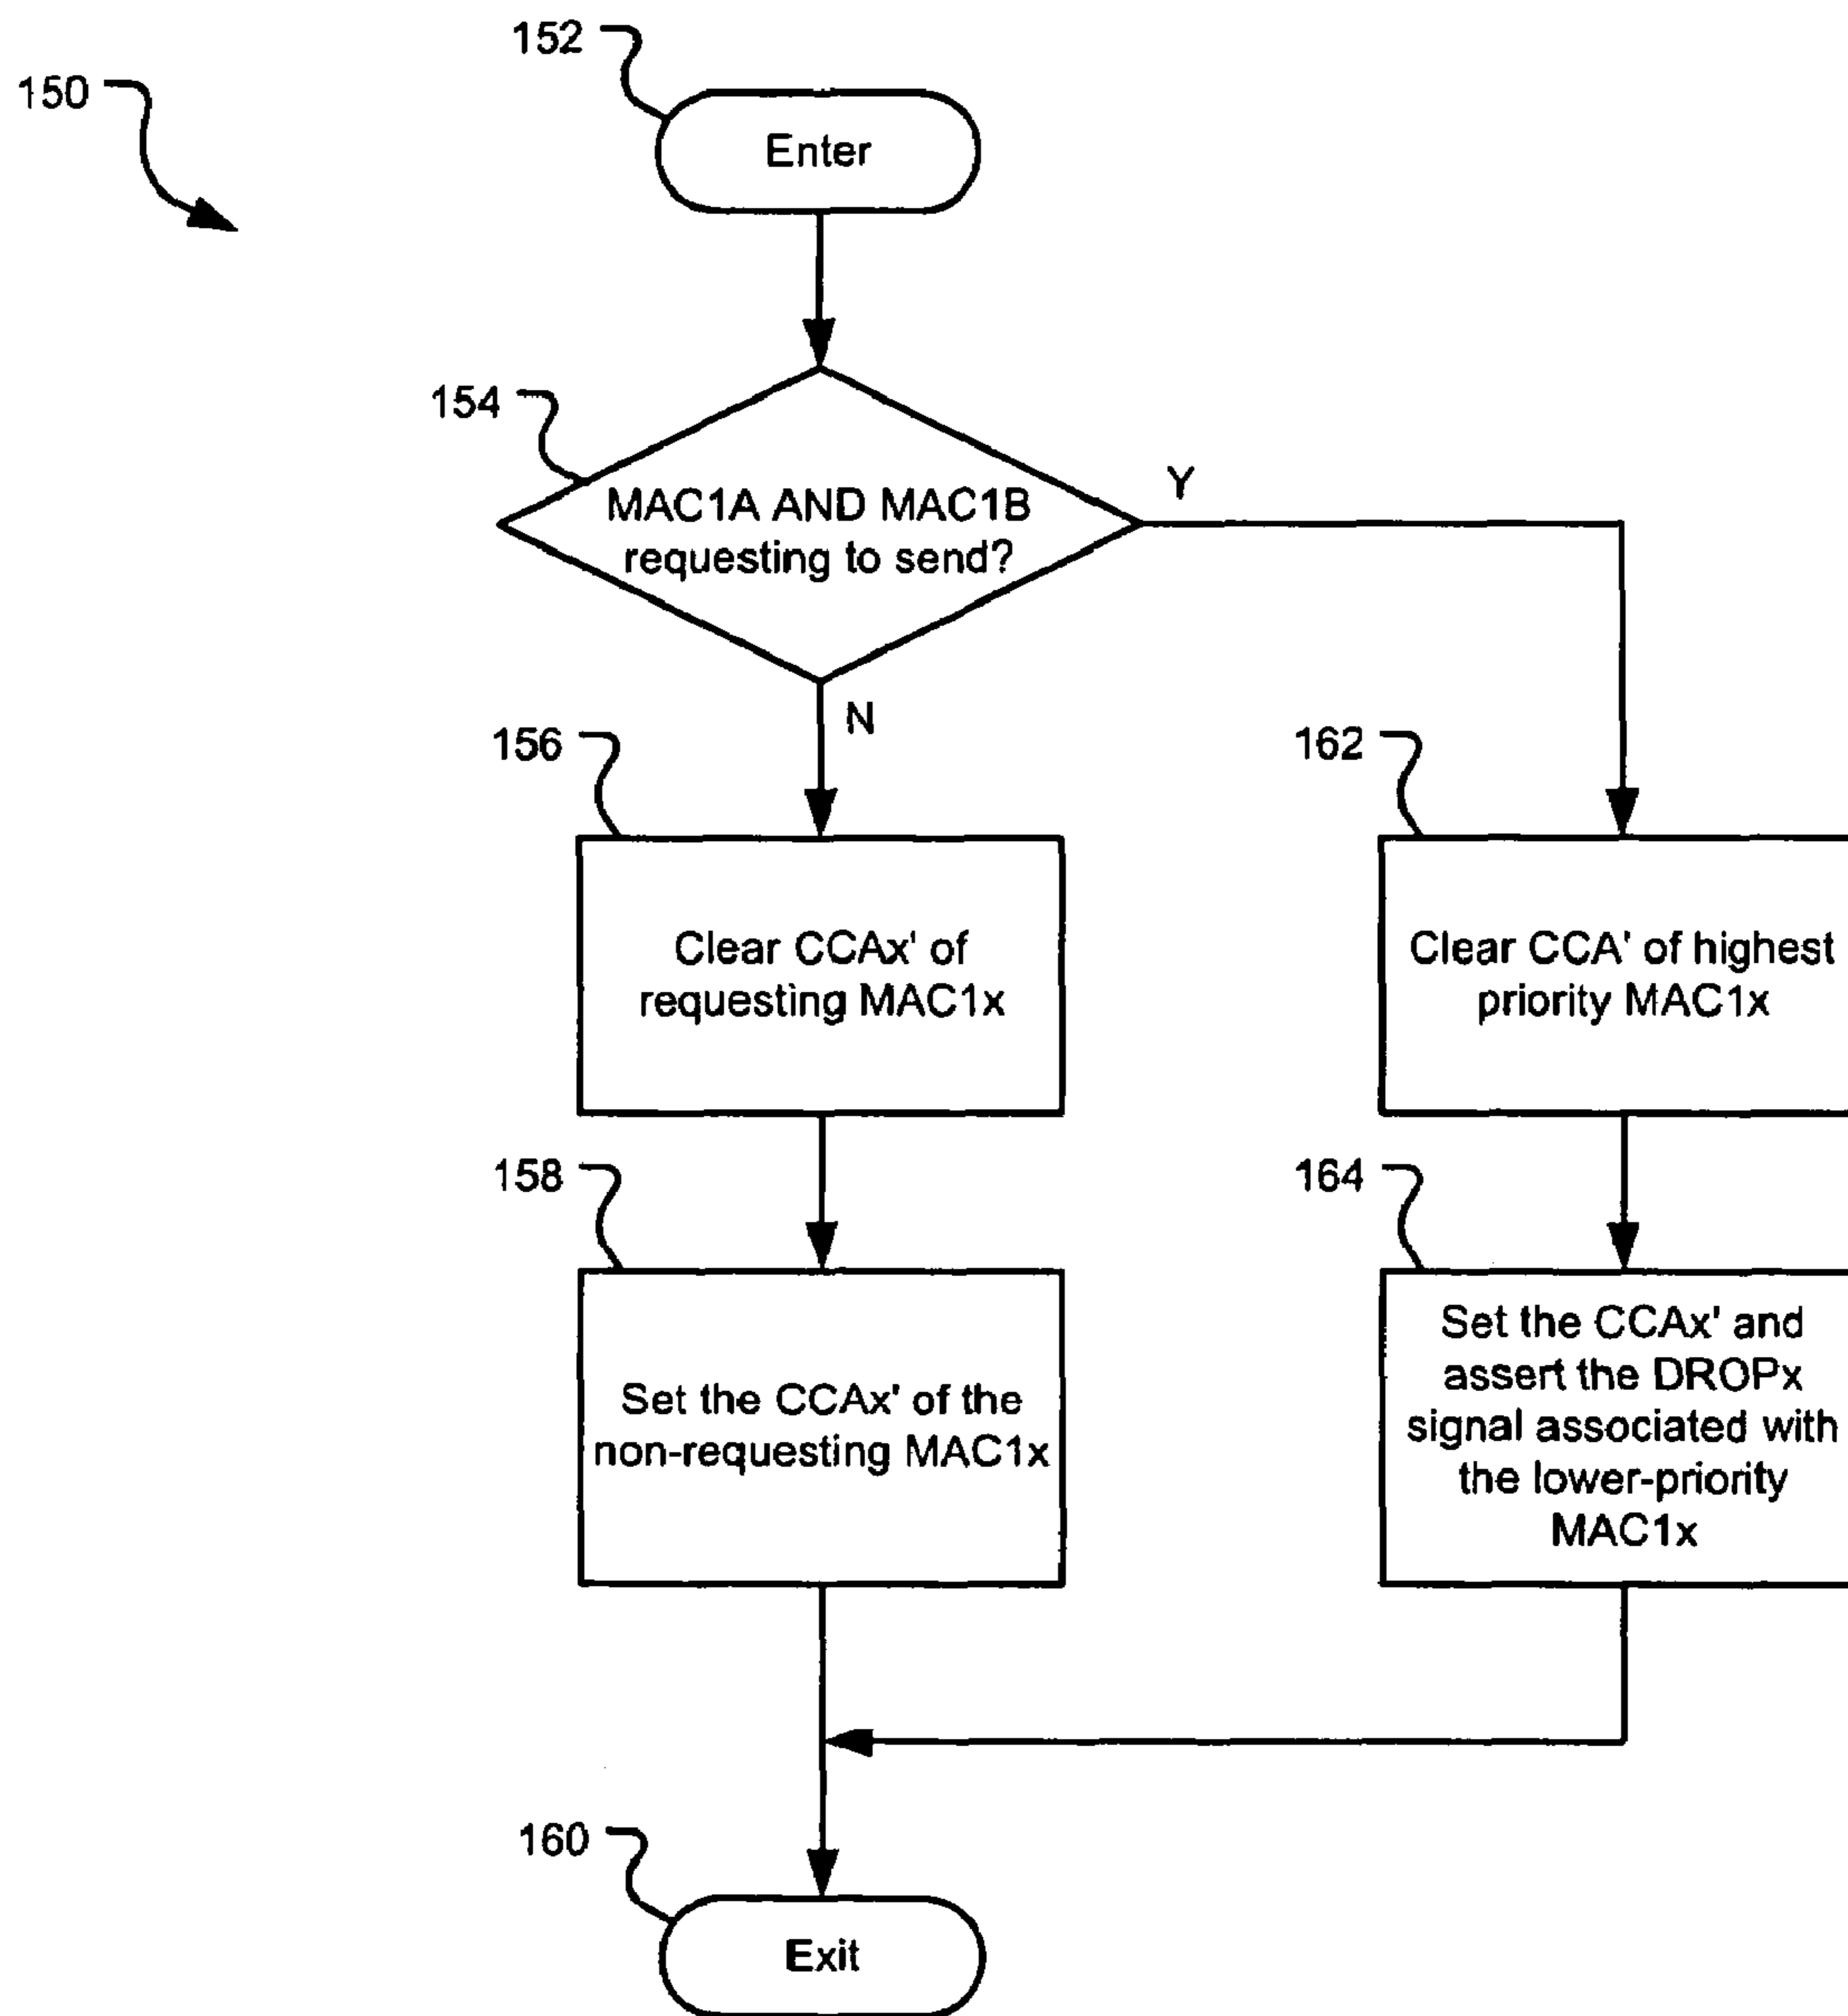 152
150
Enter
154
MAC1A AND MAC1B
requesting to send?
Y
N
156
Clear CCAx' of
requesting MAC1x
162
Clear CCA' of highest
priority MAC1x
158
Set the CCAx' of the
non-requesting MAC1x
164
Set the CCAx' and
assert the DROPx
signal associated with
the lower-priority
MAC1x
160
Exit